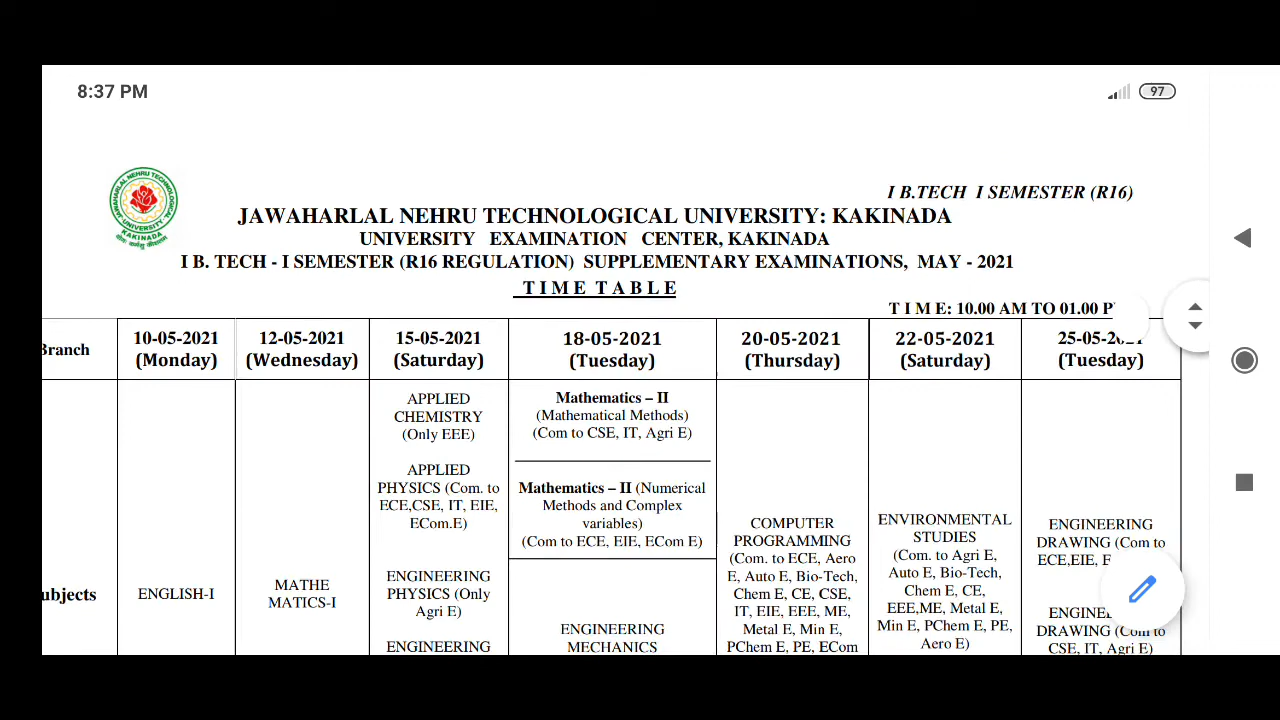 8:37 PM
97
I B.TECH I SEMESTER (R16)
JAWAHARLAL NEHRU TECHNOLOGICAL UNIVERSITY: KAKINADA
UNIVERSITY EXAMINATION CENTER, KAKINADA
I B. TECH - I SEMESTER (R16 REGULATION) SUPPLEMENTARY EXAMINATIONS, MAY - 2021
T I M E T A B L E
T I M E: 10.00 AM TO 01.00
Branch
10-05-2021
(Monday)
12-05-2021
(Wednesday)
15-05-2021
(Saturday)
18-05-2021
(Tuesday)
20-05-2021
(Thursday)
22-05-2021
(Saturday)
25-05-2021
(Tuesday)
ubjects
ENGLISH-I
MATHE
MATICS-I
APPLIED
CHEMISTRY
(Only EEE)
APPLIED
PHYSICS (Com. to
ECE,CSE, IT, EIE,
ECom.E)
ENGINEERING
PHYSICS (Only
Agri E)
ENGINEERING
Mathematics – II
(Mathematical Methods)
(Com to CSE, IT, Agri E)
Mathematics – II (Numerical
Methods and Complex
variables)
(Com to ECE, EIE, ECom E)
ENGINEERING
MECHANICS
COMPUTER
PROGRAMMING
(Com. to ECE, Aero
E, Auto E, Bio-Tech,
Chem E, CE, CSE,
IT, EIE, EEE, ME,
Metal E, Min E,
PChem E, PE, ECom
ENVIRONMENTAL
STUDIES
(Com. to Agri E,
Auto E, Bio-Tech,
Chem E, CE,
EEE,ME, Metal E,
Min E, PChem E, PE,
Aero E)
ENGINEERING
DRAWING (Com to
ECE,EIE, E
ENGINE
DRAWING (Com to
CSE, IT, Agri E)